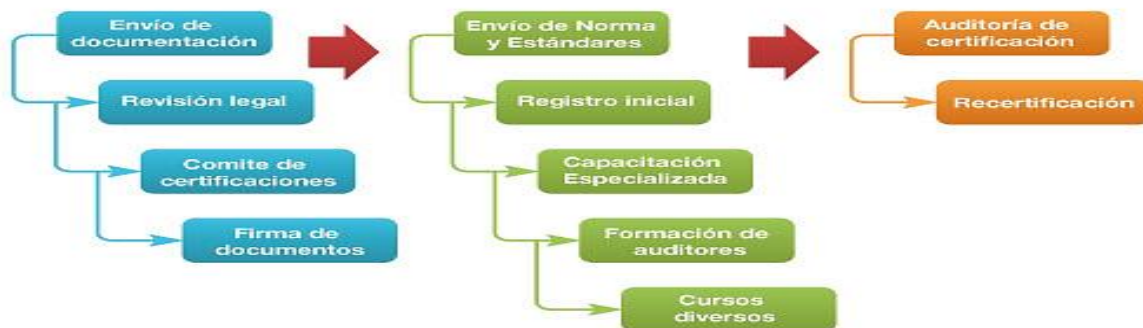 Envío de
documentación
Revisión legal
Comite de
certificaciones
Firma de
documentos
Envío de Norma
y Estándares
Registro inicial
Capacitación
Especializada
Formación de
auditores
Cursos
diversos
Auditoría de
certificación
Recertificación